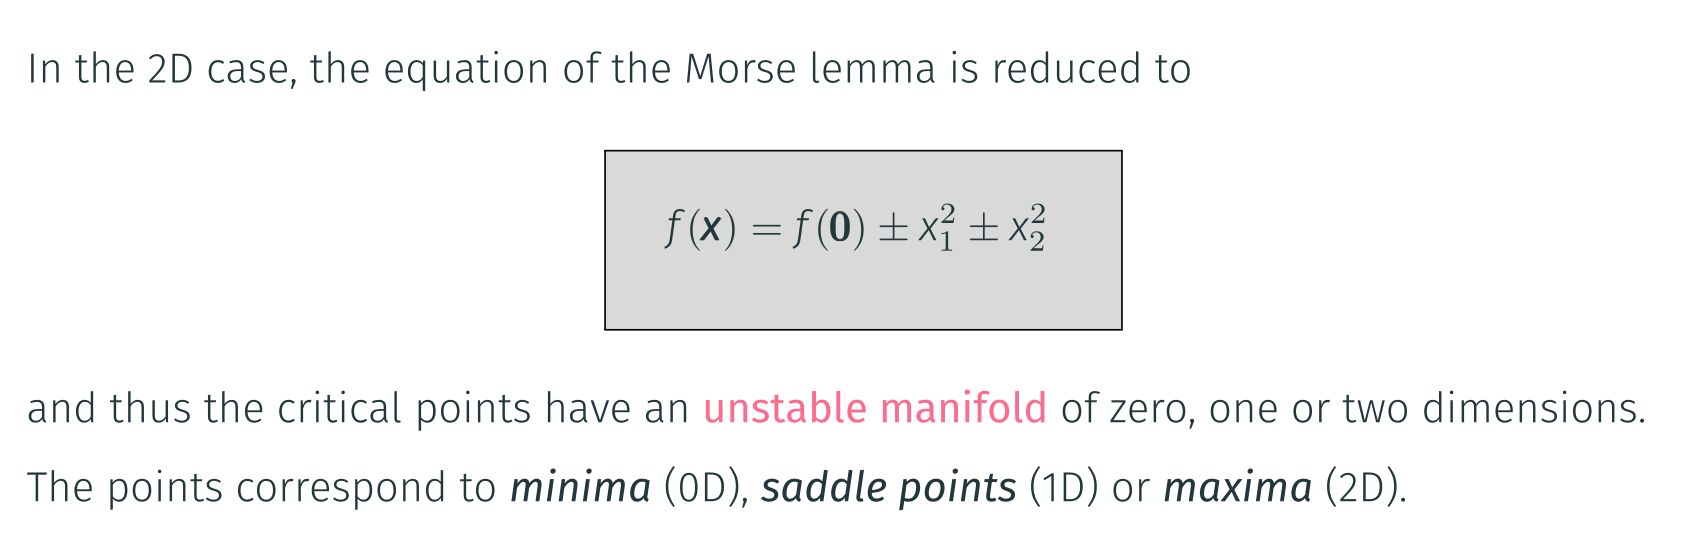 In the 2D case, the equation of the Morse lemma is reduced to
f(x) = f(0) ± x₁² ± x₂²
and thus the critical points have an unstable manifold of zero, one or two dimensions.
The points correspond to minima (0D), saddle points (1D) or maxima (2D).